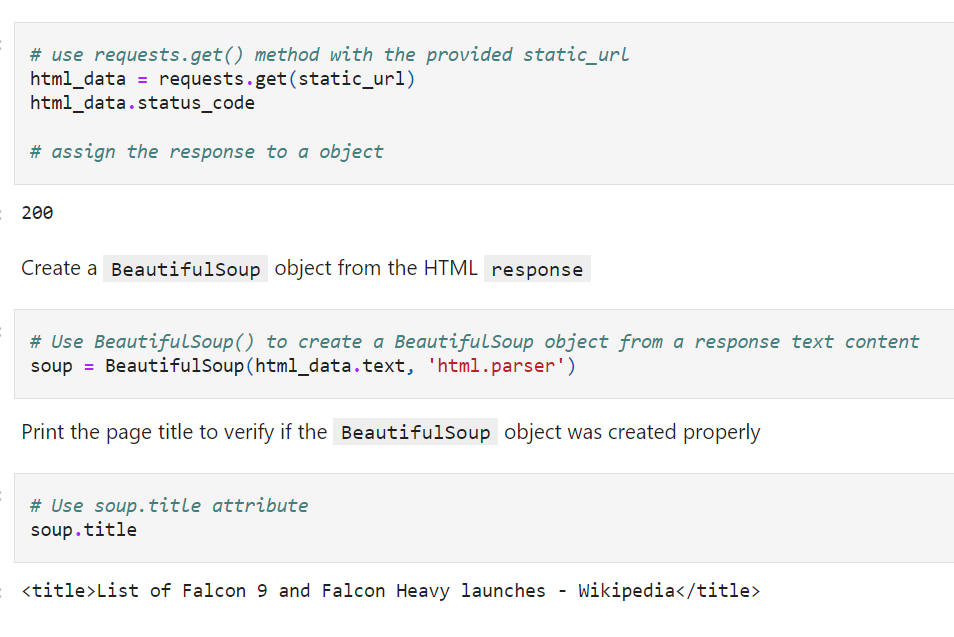 # use requests.get() method with the provided static_url
html_data = requests.get(static_url)
html_data.status_code
# assign the response to a object
200
Create a BeautifulSoup object from the HTML response
# Use BeautifulSoup() to create a BeautifulSoup object from a response text content
soup = BeautifulSoup(html_data.text, 'html.parser')
Print the page title to verify if the BeautifulSoup object was created properly
# Use soup.title attribute
soup.title
<title>List of Falcon 9 and Falcon Heavy launches - Wikipedia</title>